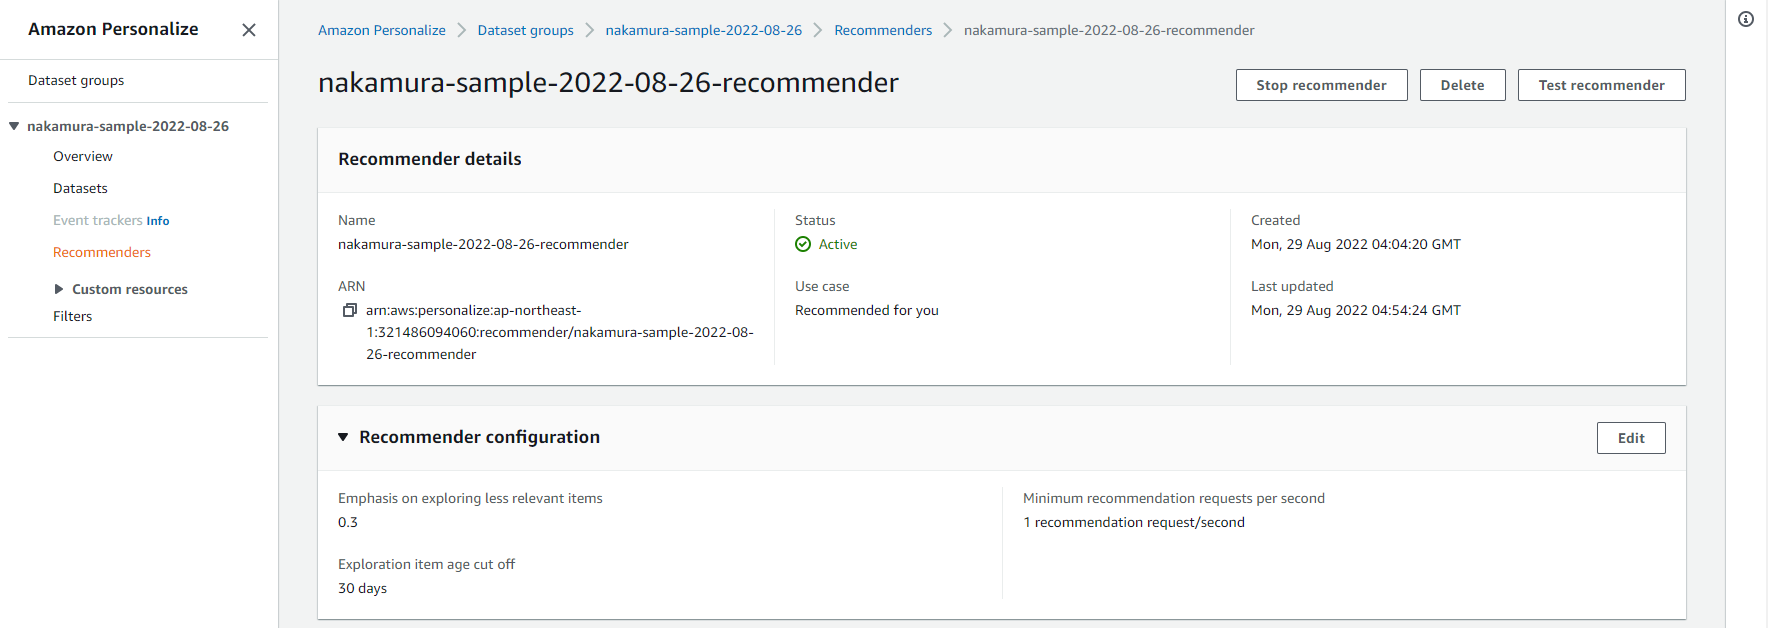 Amazon Personalize
Dataset groups
nakamura-sample-2022-08-26
Overview
Datasets
Event trackers Info
Recommenders
Custom resources
Filters
Amazon Personalize > Dataset groups > nakamura-sample-2022-08-26 > Recommenders > nakamura-sample-2022-08-26-recommender
nakamura-sample-2022-08-26-recommender
Stop recommender
Delete
Test recommender
Recommender details
Name
nakamura-sample-2022-08-26-recommender
ARN
arn:aws:personalize:ap-northeast-
1:321486094060:recommender/nakamura-sample-2022-08-
26-recommender
Status
Active
Use case
Recommended for you
Created
Mon, 29 Aug 2022 04:04:20 GMT
Last updated
Mon, 29 Aug 2022 04:54:24 GMT
Recommender configuration
Edit
Emphasis on exploring less relevant items
0.3
Exploration item age cut off
30 days
Minimum recommendation requests per second
1 recommendation request/second